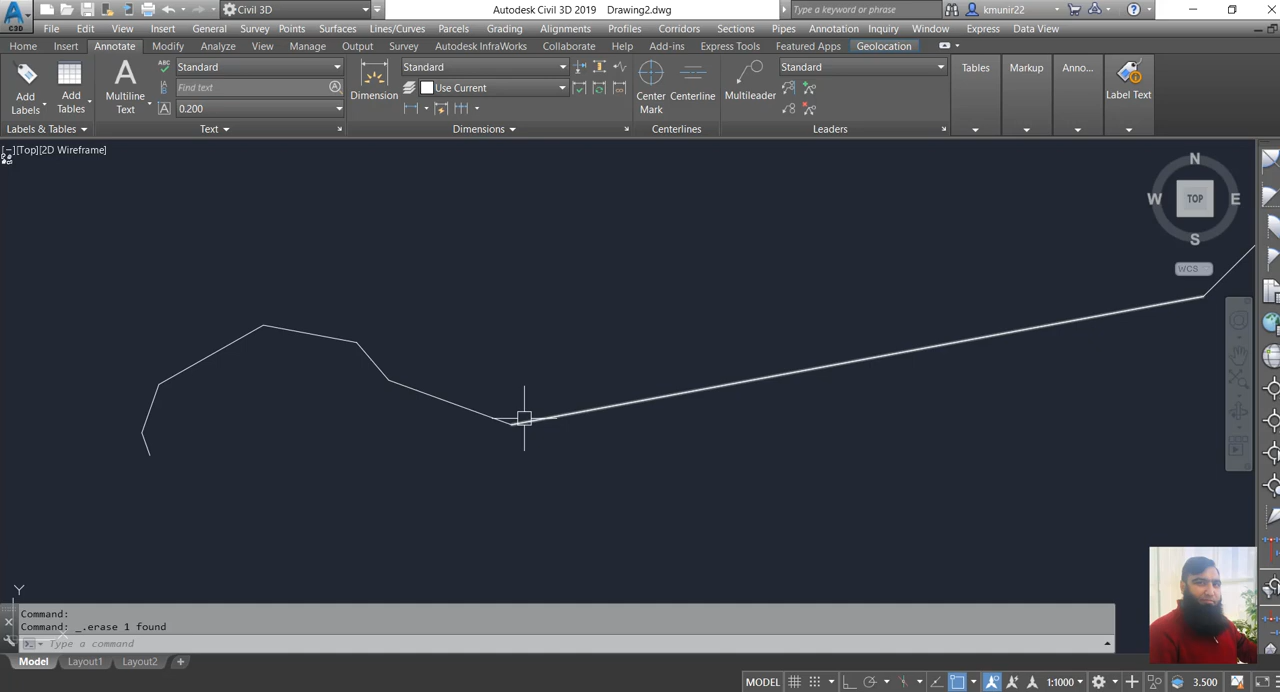 A Civil 3D Autodesk Civil 3D 2019 Drawing2.dwg Type a keyword or phrase kmunir22 ?
C3D File Edit View Insert General Survey Points Surfaces Lines/Curves Parcels Grading Alignments Profiles Corridors Sections Pipes Annotation Inquiry Window Express Data View
Home Insert Annotate Modify Analyze View Manage Output Survey Autodesk InfraWorks Collaborate Help Add-ins Express Tools Featured Apps Geolocation
Add Labels
Add Tables
Labels & Tables
A
Multiline Text
ABC
Standard
Find text
A 0.200
Text
Dimension
Standard
Use Current
Dimensions
Center Mark
Centerline
Centerlines
Multileader
Standard
Leaders
Tables
Markup
Anno...
Label Text
[−][Top][2D Wireframe]
N
W TOP E
S
WCS
Y
Command:
Command: _.erase 1 found
Type a command
Model Layout1 Layout2 +
MODEL 1:1000 3.500